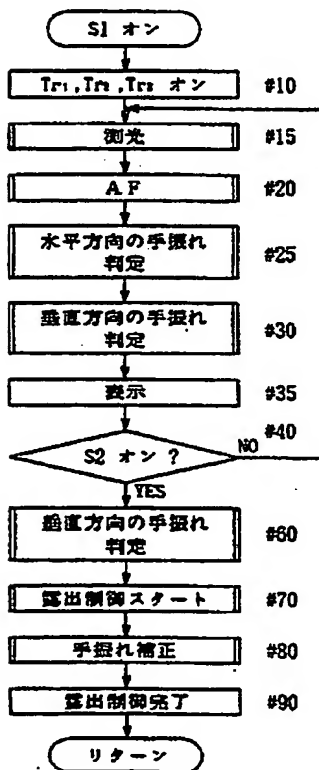 S1 オン
Tr1,Tr2,Tr3 オン #10
測光 #15
AF #20
水平方向の手振れ
判定 #25
垂直方向の手振れ
判定 #30
表示 #35
#40
S2 オン ? NO
YES
垂直方向の手振れ
判定 #60
露出制御スタート #70
手振れ補正 #80
露出制御完了 #90
リターン